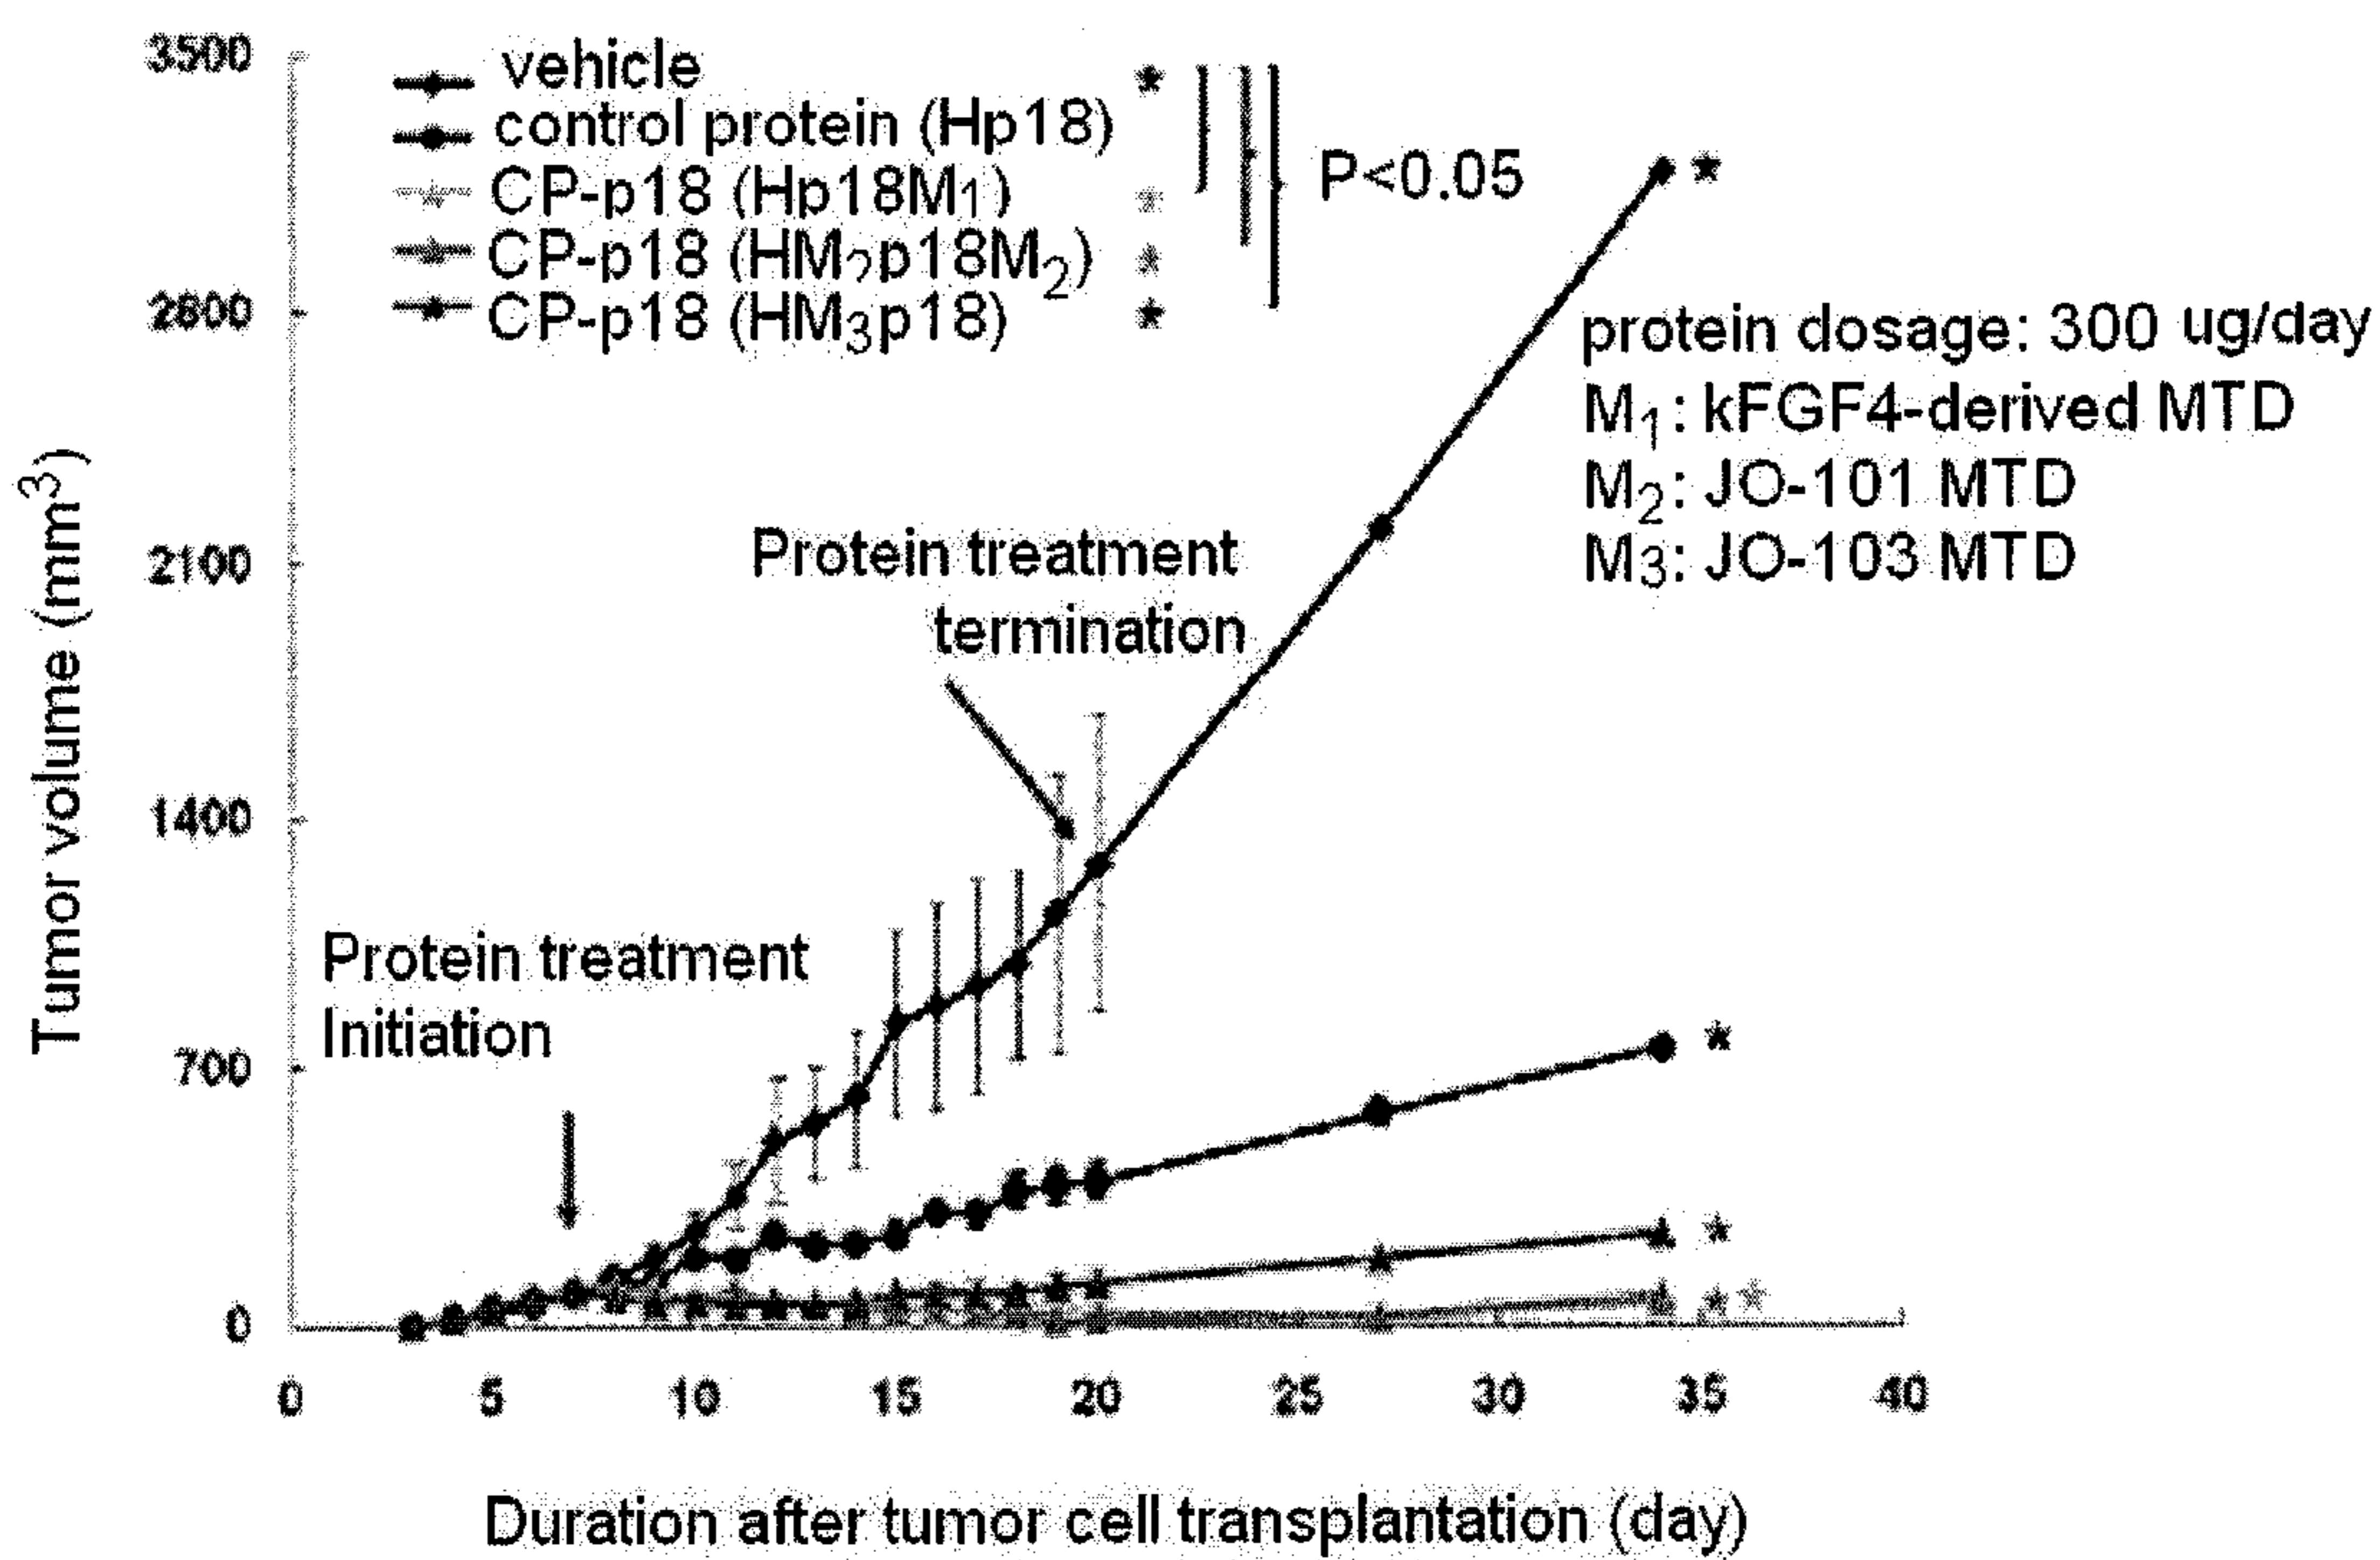 3500
2800
2100
1400
700
0
Tumor volume (mm³)
vehicle
control protein (Hp18)
CP-p18 (Hp18M₁)
CP-p18 (HM₂p18M₂)
CP-p18 (HM₃p18)
P<0.05
protein dosage: 300 ug/day
M₁: kFGF4-derived MTD
M₂: JO-101 MTD
M₃: JO-103 MTD
Protein treatment
termination
Protein treatment
Initiation
0 5 10 15 20 25 30 35 40
Duration after tumor cell transplantation (day)